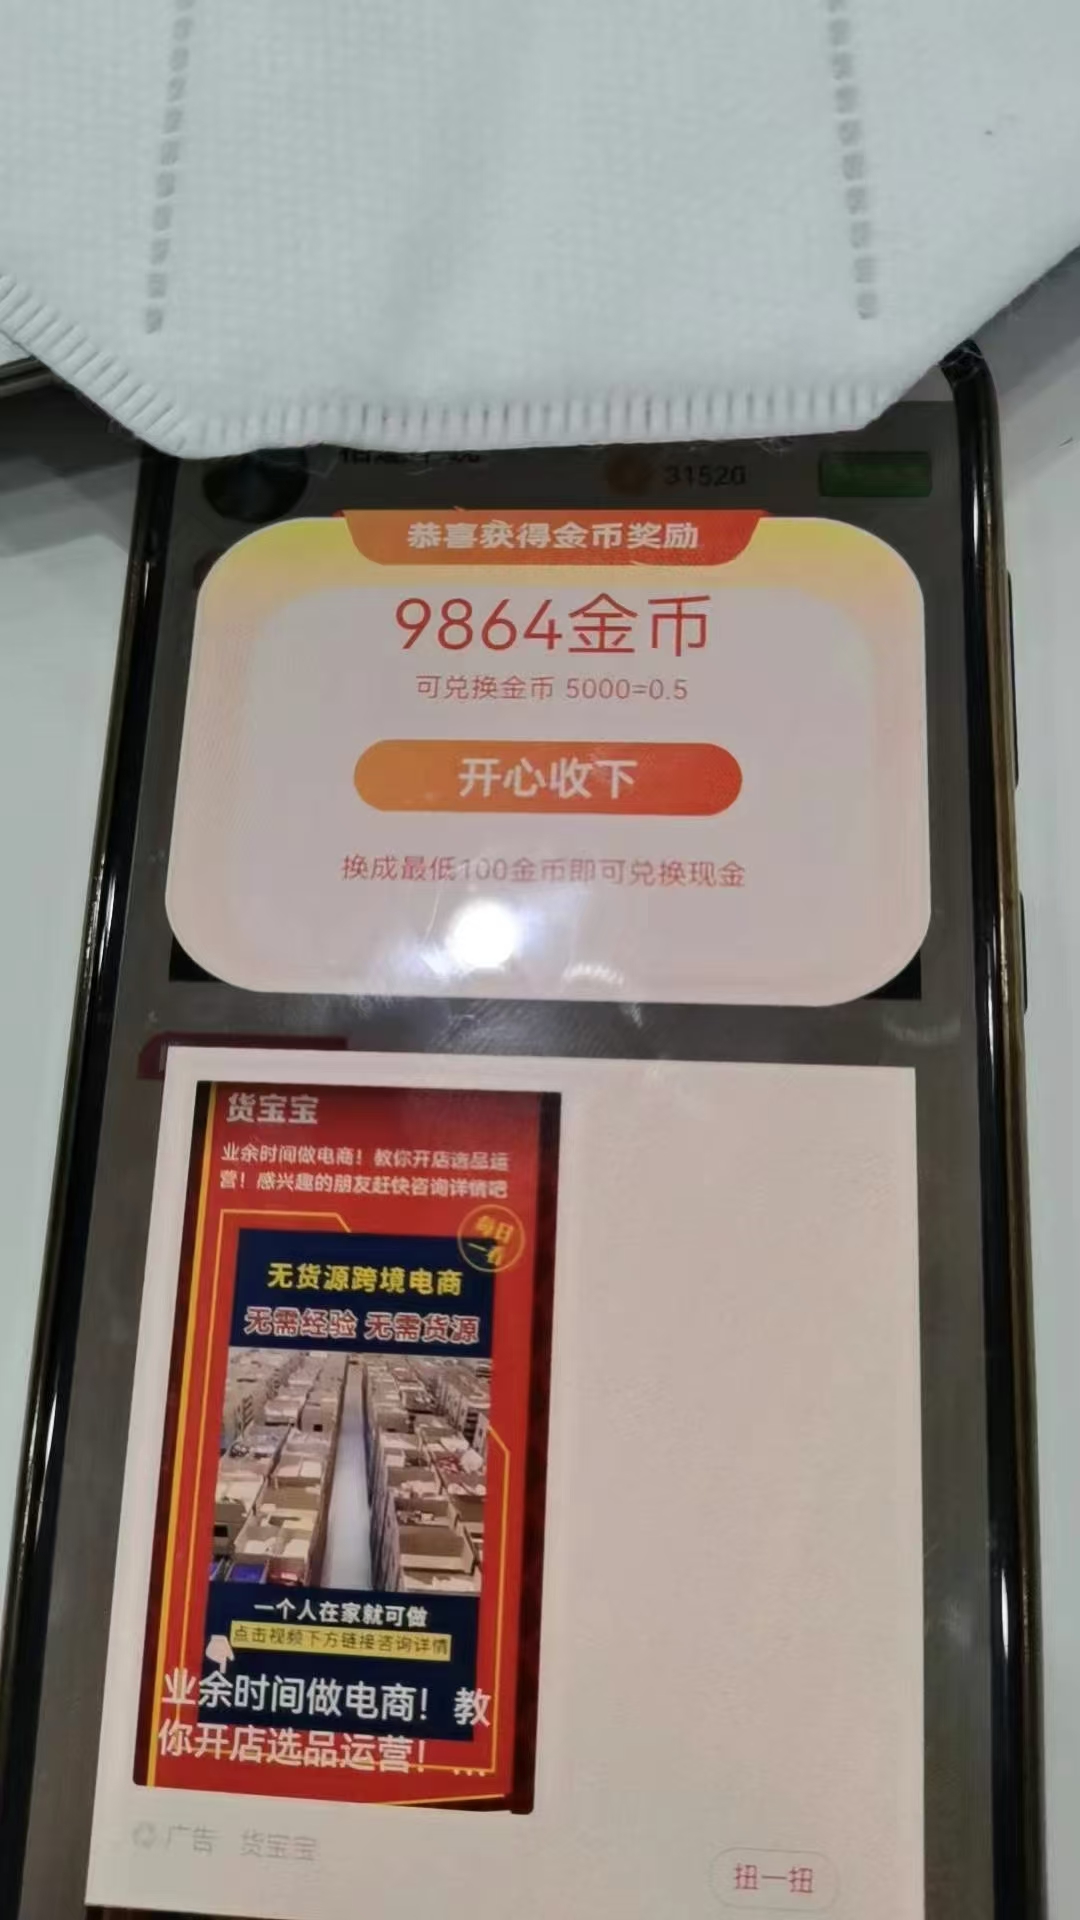 31520
恭喜获得金币奖励
9864金币
可兑换金币 5000=0.5
开心收下
换成最低100金币即可兑换现金
货宝宝
业余时间做电商！教你开店选品运
营！感兴趣的朋友赶快咨询详情吧
每日
一看
无货源跨境电商
无需经验 无需货源
一个人在家就可做
点击视频下方链接咨询详情
业余时间做电商！教
你开店选品运营！...
广告 货宝宝
扭一扭